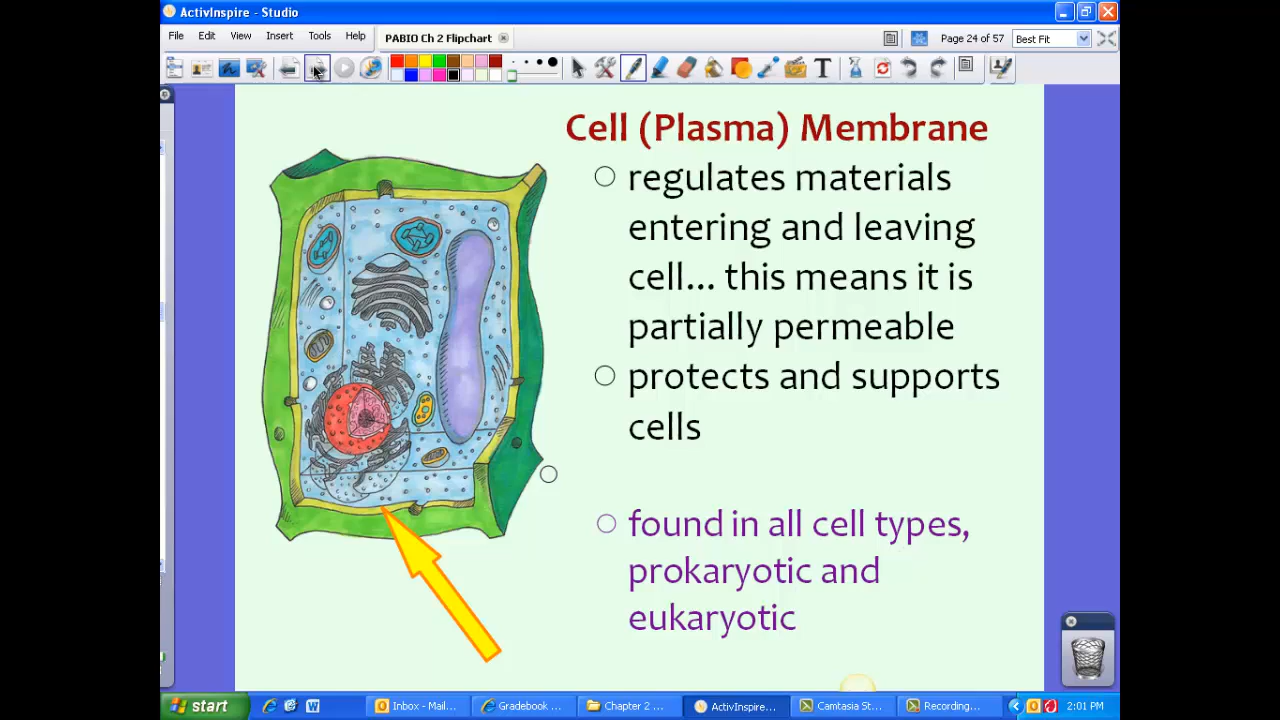 ActivInspire - Studio
File Edit View Insert Tools Help
PABIO Ch 2 Flipchart
Page 24 of 57
Best Fit
Cell (Plasma) Membrane
regulates materials
entering and leaving
cell... this means it is
partially permeable
protects and supports
cells
found in all cell types,
prokaryotic and
eukaryotic
start
Inbox - Mail...
Gradebook ...
Chapter 2 ...
ActivInspire...
Camtasia St...
Recording...
2:01 PM